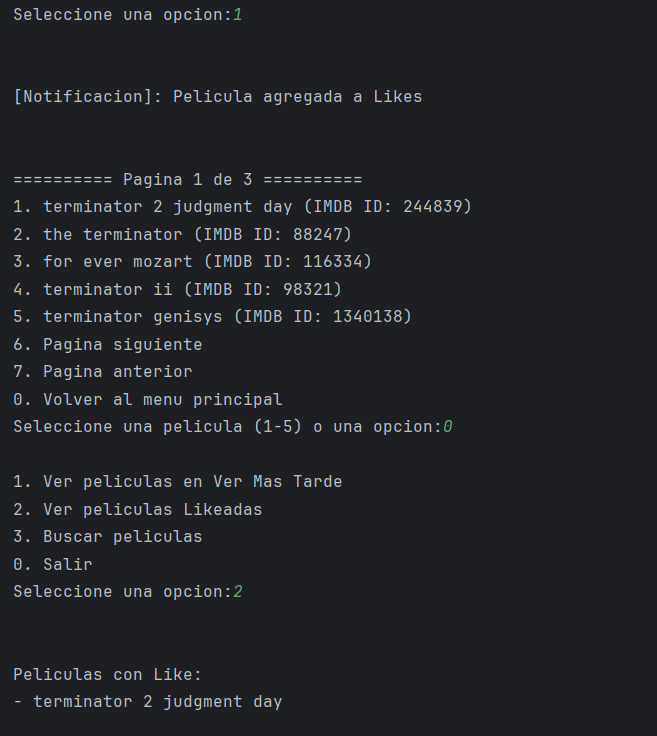 Seleccione una opcion:1
[Notificacion]: Pelicula agregada a Likes
========== Pagina 1 de 3 ==========
1. terminator 2 judgment day (IMDB ID: 244839)
2. the terminator (IMDB ID: 88247)
3. for ever mozart (IMDB ID: 116334)
4. terminator ii (IMDB ID: 98321)
5. terminator genisys (IMDB ID: 1340138)
6. Pagina siguiente
7. Pagina anterior
0. Volver al menu principal
Seleccione una pelicula (1-5) o una opcion:0
1. Ver peliculas en Ver Mas Tarde
2. Ver peliculas Likeadas
3. Buscar peliculas
0. Salir
Seleccione una opcion:2
Peliculas con Like:
- terminator 2 judgment day